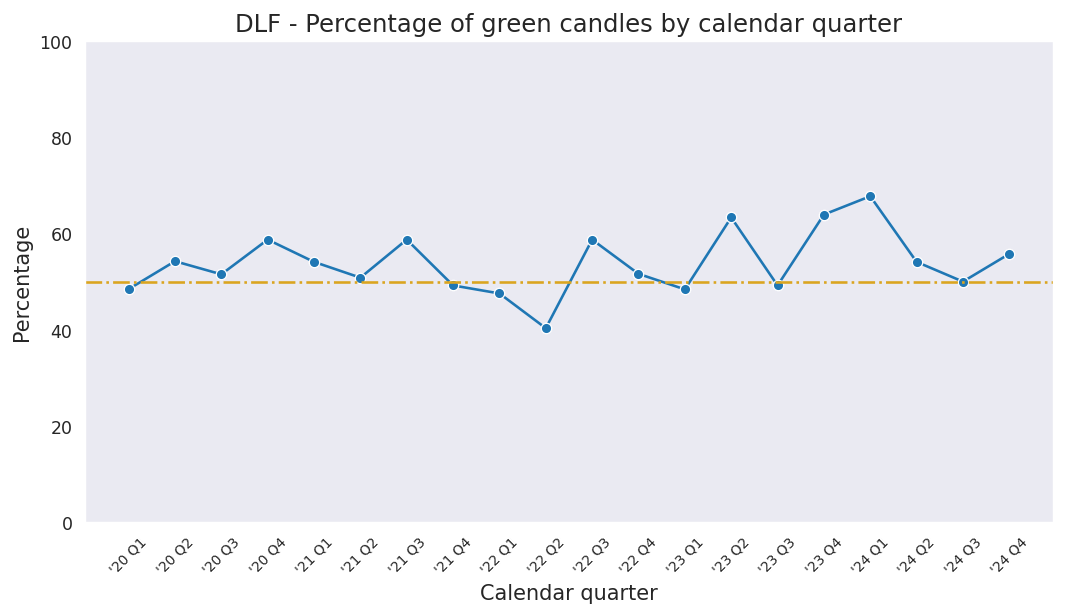 DLF - Percentage of green candles by calendar quarter
100
80
60
40
20
0
Percentage
'20 Q1
'20 Q2
'20 Q3
'20 Q4
'21 Q1
'21 Q2
'21 Q3
'21 Q4
'22 Q1
'22 Q2
'22 Q3
'22 Q4
'23 Q1
'23 Q2
'23 Q3
'23 Q4
'24 Q1
'24 Q2
'24 Q3
'24 Q4
Calendar quarter